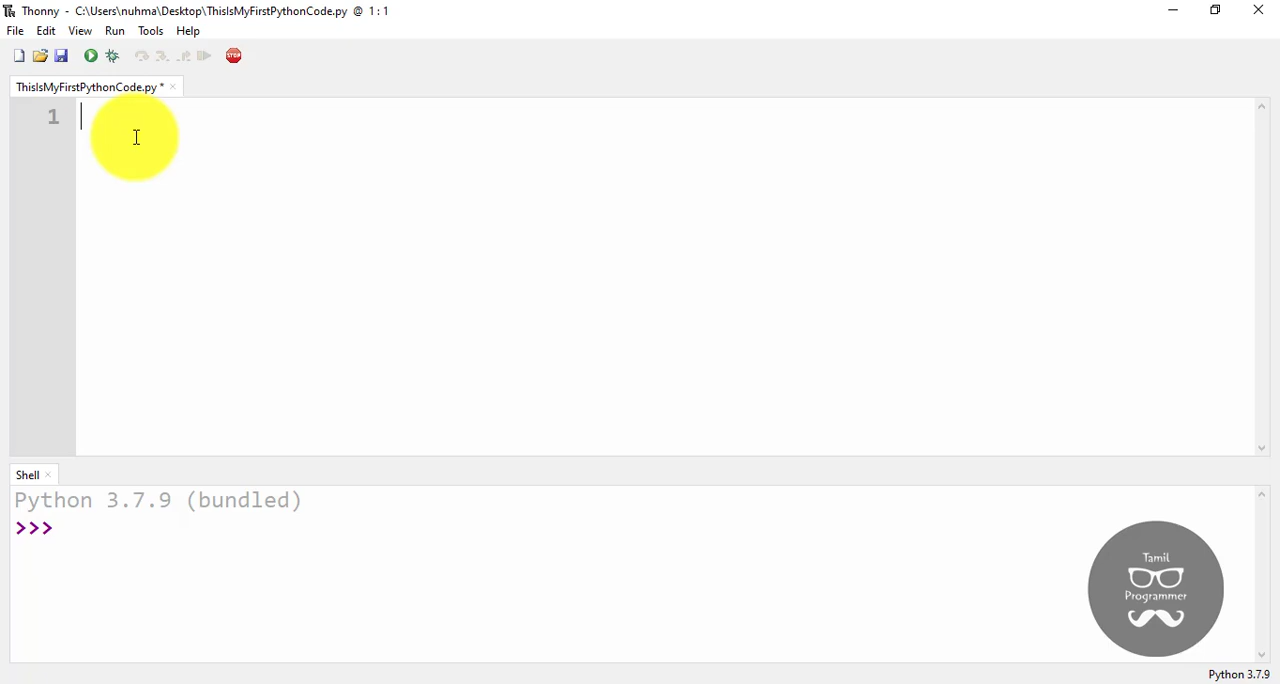 Thonny - C:\Users\nuhma\Desktop\ThisIsMyFirstPythonCode.py @ 1:1
File Edit View Run Tools Help
STOP
ThisIsMyFirstPythonCode.py *
1
Shell
Python 3.7.9 (bundled)
>>>
Tamil
Programmer
Python 3.7.9